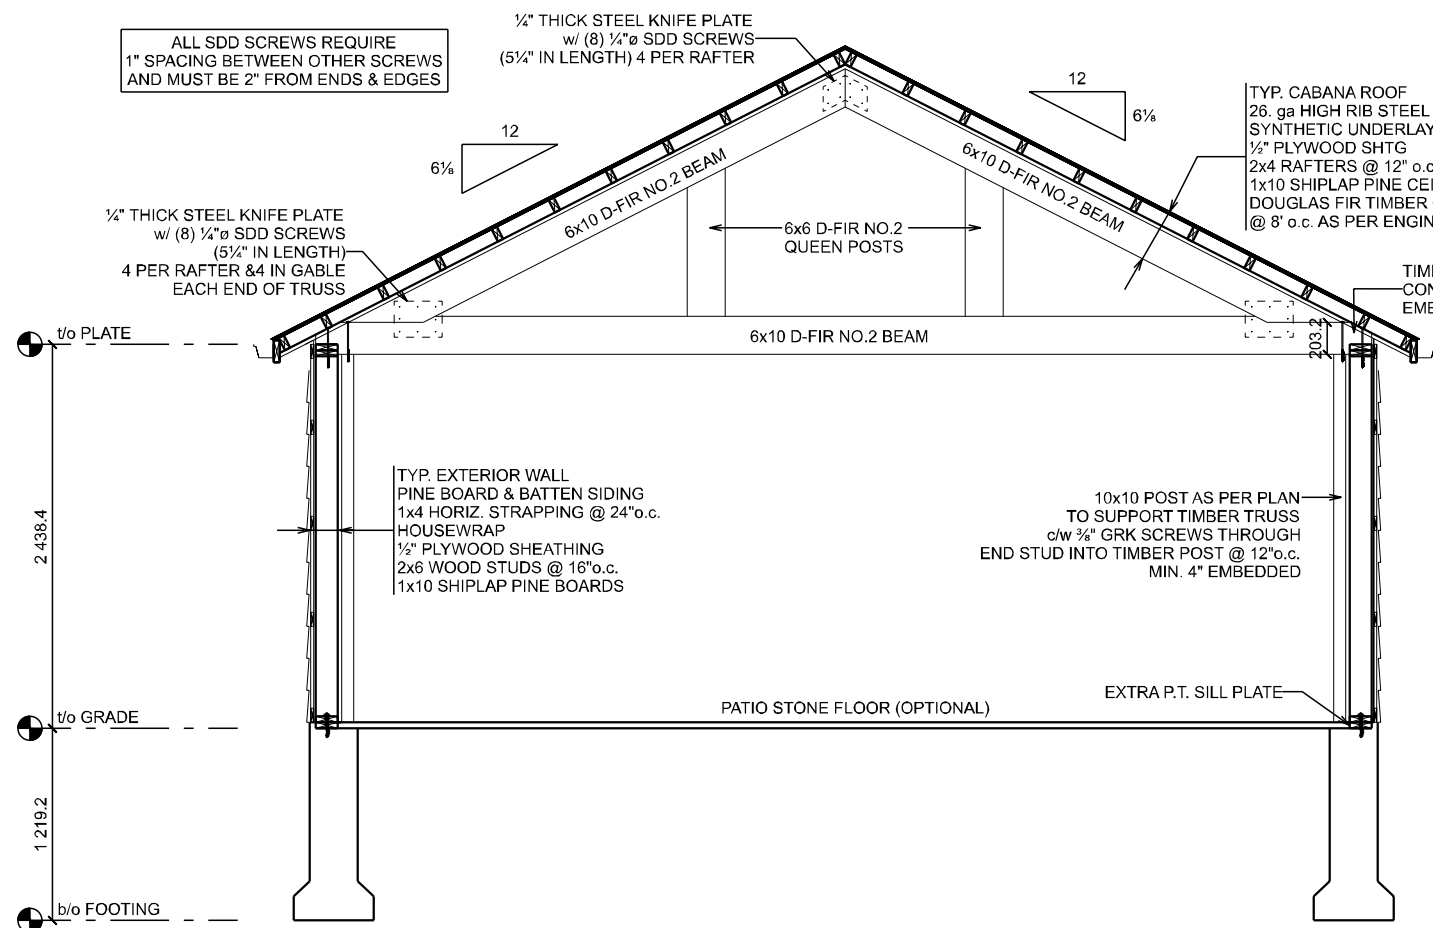 ALL SDD SCREWS REQUIRE
1" SPACING BETWEEN OTHER SCREWS
AND MUST BE 2" FROM ENDS & EDGES
¼" THICK STEEL KNIFE PLATE
w/ (8) ¼"ø SDD SCREWS
(5¼" IN LENGTH) 4 PER RAFTER
12
6⅛
12
6⅛
TYP. CABANA ROOF
26. ga HIGH RIB STEEL
SYNTHETIC UNDERLAY
½" PLYWOOD SHTG
2x4 RAFTERS @ 12" o.c
1x10 SHIPLAP PINE CEI
DOUGLAS FIR TIMBER
@ 8' o.c. AS PER ENGIN
6x10 D-FIR NO.2 BEAM
6x10 D-FIR NO.2 BEAM
¼" THICK STEEL KNIFE PLATE
w/ (8) ¼"ø SDD SCREWS
(5¼" IN LENGTH)
4 PER RAFTER &4 IN GABLE
EACH END OF TRUSS
6x6 D-FIR NO.2
QUEEN POSTS
TIM
CON
EMB
t/o PLATE
6x10 D-FIR NO.2 BEAM
203.2
2 438.4
TYP. EXTERIOR WALL
PINE BOARD & BATTEN SIDING
1x4 HORIZ. STRAPPING @ 24"o.c.
HOUSEWRAP
½" PLYWOOD SHEATHING
2x6 WOOD STUDS @ 16"o.c.
1x10 SHIPLAP PINE BOARDS
10x10 POST AS PER PLAN
TO SUPPORT TIMBER TRUSS
c/w ⅜" GRK SCREWS THROUGH
END STUD INTO TIMBER POST @ 12"o.c.
MIN. 4" EMBEDDED
EXTRA P.T. SILL PLATE
PATIO STONE FLOOR (OPTIONAL)
t/o GRADE
1 219.2
b/o FOOTING